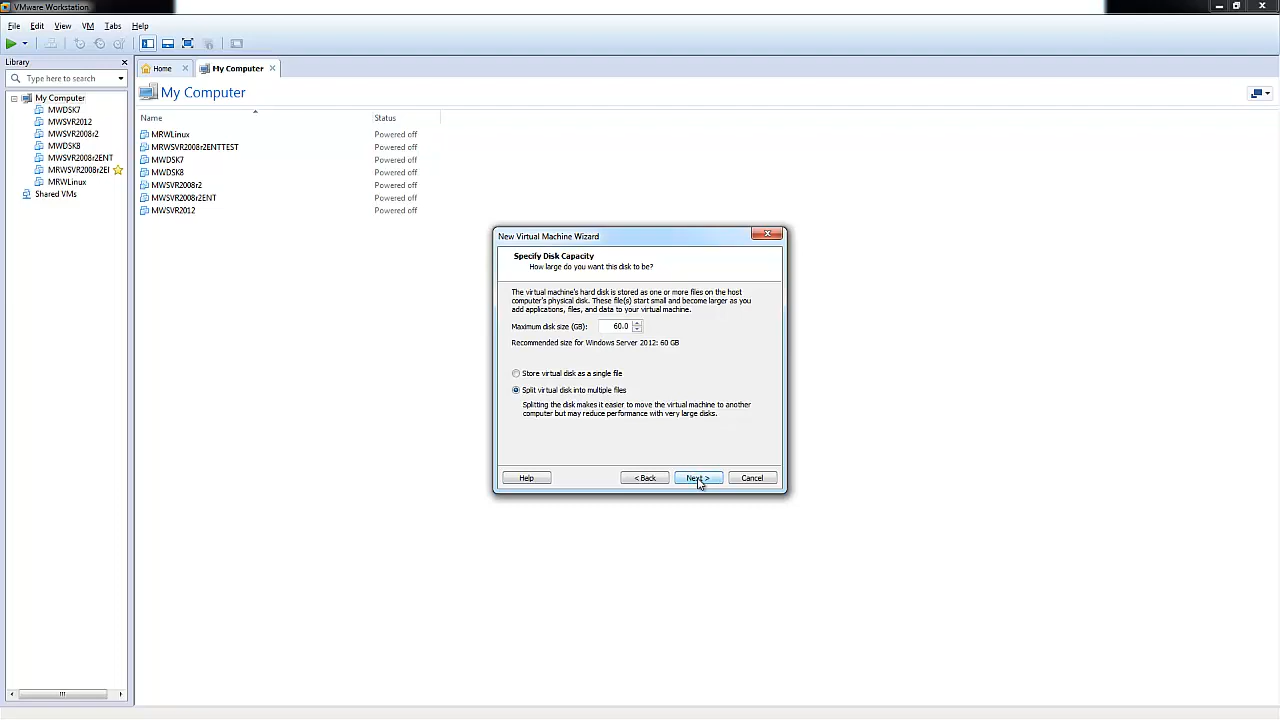 VMware Workstation
File Edit View VM Tabs Help
Library
Type here to search
Home
My Computer
My Computer
My Computer
MWDSK7
MWSVR2012
MWSVR2008r2
MWDSK8
MWSVR2008r2ENT
MRWSVR2008r2EI
MRWLinux
Shared VMs
Name Status
MRWLinux Powered off
MRWSVR2008r2ENTTEST Powered off
MWDSK7 Powered off
MWDSK8 Powered off
MWSVR2008r2 Powered off
MWSVR2008r2ENT Powered off
MWSVR2012 Powered off
New Virtual Machine Wizard
Specify Disk Capacity
How large do you want this disk to be?
The virtual machine's hard disk is stored as one or more files on the host
computer's physical disk. These file(s) start small and become larger as you
add applications, files, and data to your virtual machine.
Maximum disk size (GB): 60.0
Recommended size for Windows Server 2012: 60 GB
Store virtual disk as a single file
Split virtual disk into multiple files
Splitting the disk makes it easier to move the virtual machine to another
computer but may reduce performance with very large disks.
Help < Back Next > Cancel